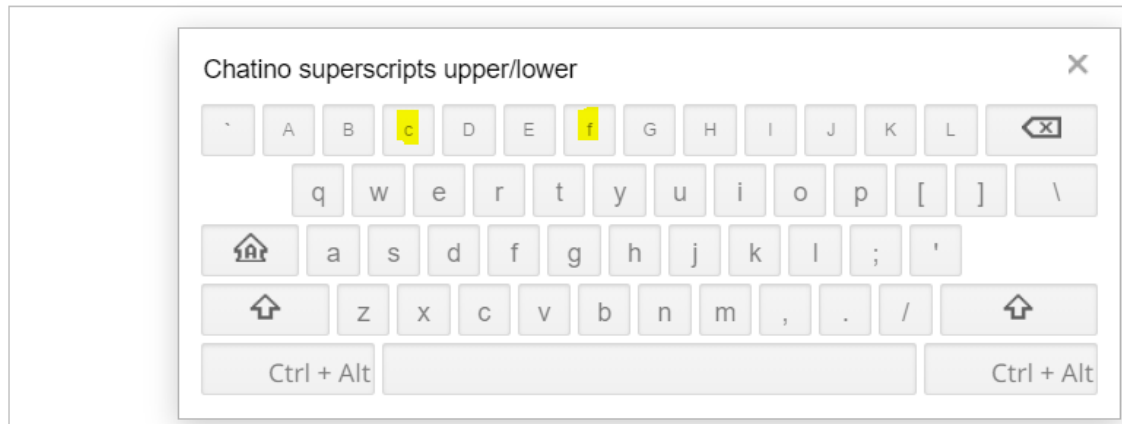 Chatino superscripts upper/lower ×
` A B c D E f G H I J K L
q w e r t y u i o p [ ] \
A a s d f g h j k l ; '
z x c v b n m , . /
Ctrl + Alt Ctrl + Alt